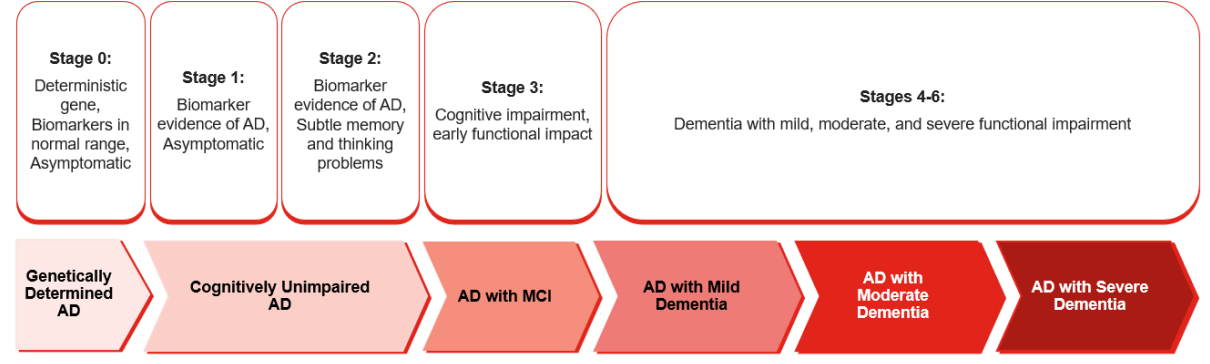 Stage 0:
Deterministic
gene,
Biomarkers in
normal range,
Asymptomatic
Stage 1:
Biomarker
evidence of AD,
Asymptomatic
Stage 2:
Biomarker
evidence of AD,
Subtle memory
and thinking
problems
Stage 3:
Cognitive impairment,
early functional impact
Stages 4-6:
Dementia with mild, moderate, and severe functional impairment
Genetically
Determined
AD
Cognitively Unimpaired
AD
AD with MCI
AD with Mild
Dementia
AD with
Moderate
Dementia
AD with Severe
Dementia